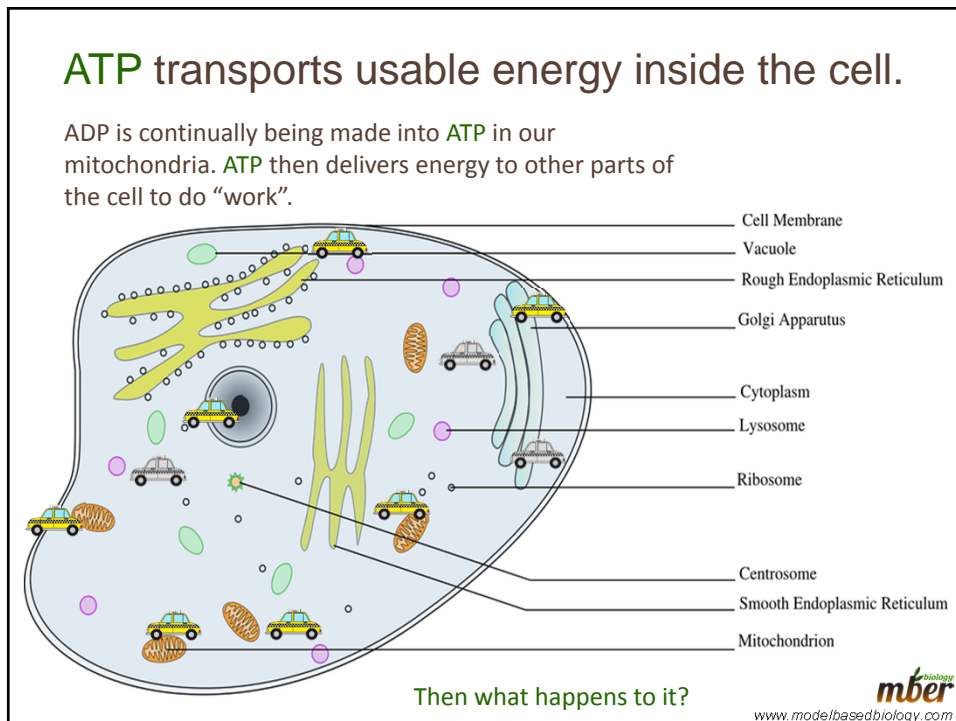 ATP transports usable energy inside the cell.
ADP is continually being made into ATP in our
mitochondria. ATP then delivers energy to other parts of
the cell to do “work”.
Cell Membrane
Vacuole
Rough Endoplasmic Reticulum
Golgi Apparutus
Cytoplasm
Lysosome
Ribosome
Centrosome
Smooth Endoplasmic Reticulum
Mitochondrion
Then what happens to it?
biology
mber
www.modelbasedbiology.com